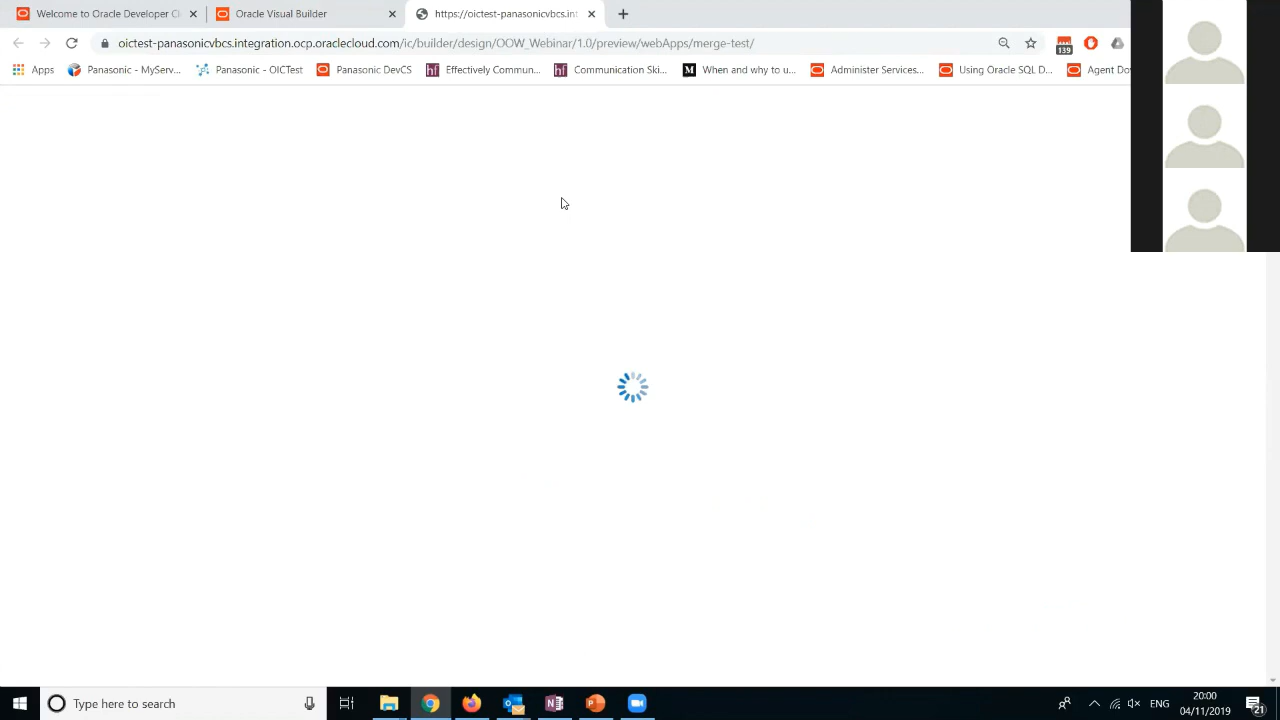 Welcome to Oracle Developer Cl
Oracle Visual Builder
https://oictest-panasonicvbcs.int
oictest-panasonicvbcs.integration.ocp.oraclecloud.com/ic/builder/design/OOW_Webinar/1.0/preview/webApps/merge-test/
139
Apps
Panasonic - MyServ...
Panasonic - OICTest
Panasonic DevCS
hf
Effectively Commun...
hf
Communication Ski...
M
When and why to u...
Administer Services...
Using Oracle SQL D...
Agent Do
Type here to search
ENG
20:00
04/11/2019
21